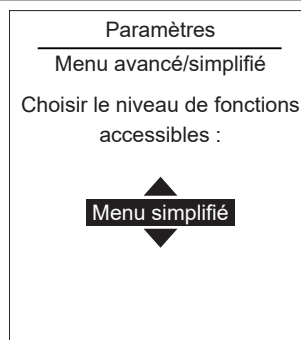 Paramètres
Menu avancé/simplifié
Choisir le niveau de fonctions
accessibles :
Menu simplifié